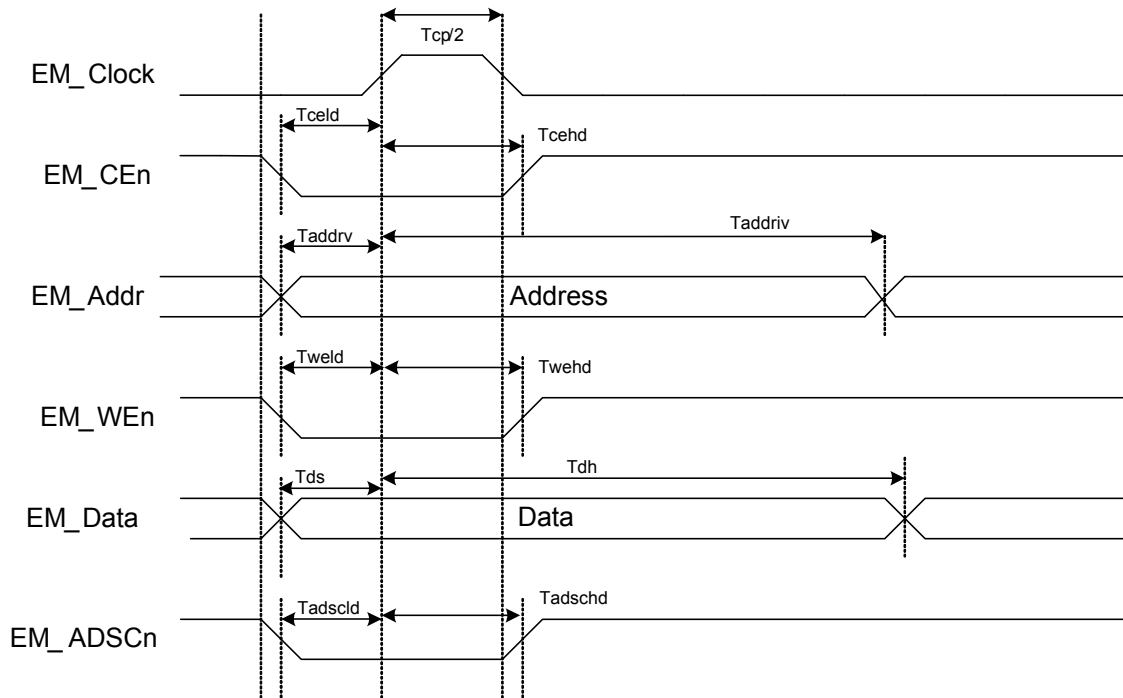 Tcp/2
EM_Clock
Tceld
Tcehd
EM_CEn
Taddrv
Taddriv
EM_Addr
Address
Tweld
Twehd
EM_WEn
Tds
Tdh
EM_Data
Data
Tadscld
Tadschd
EM_ADSCn